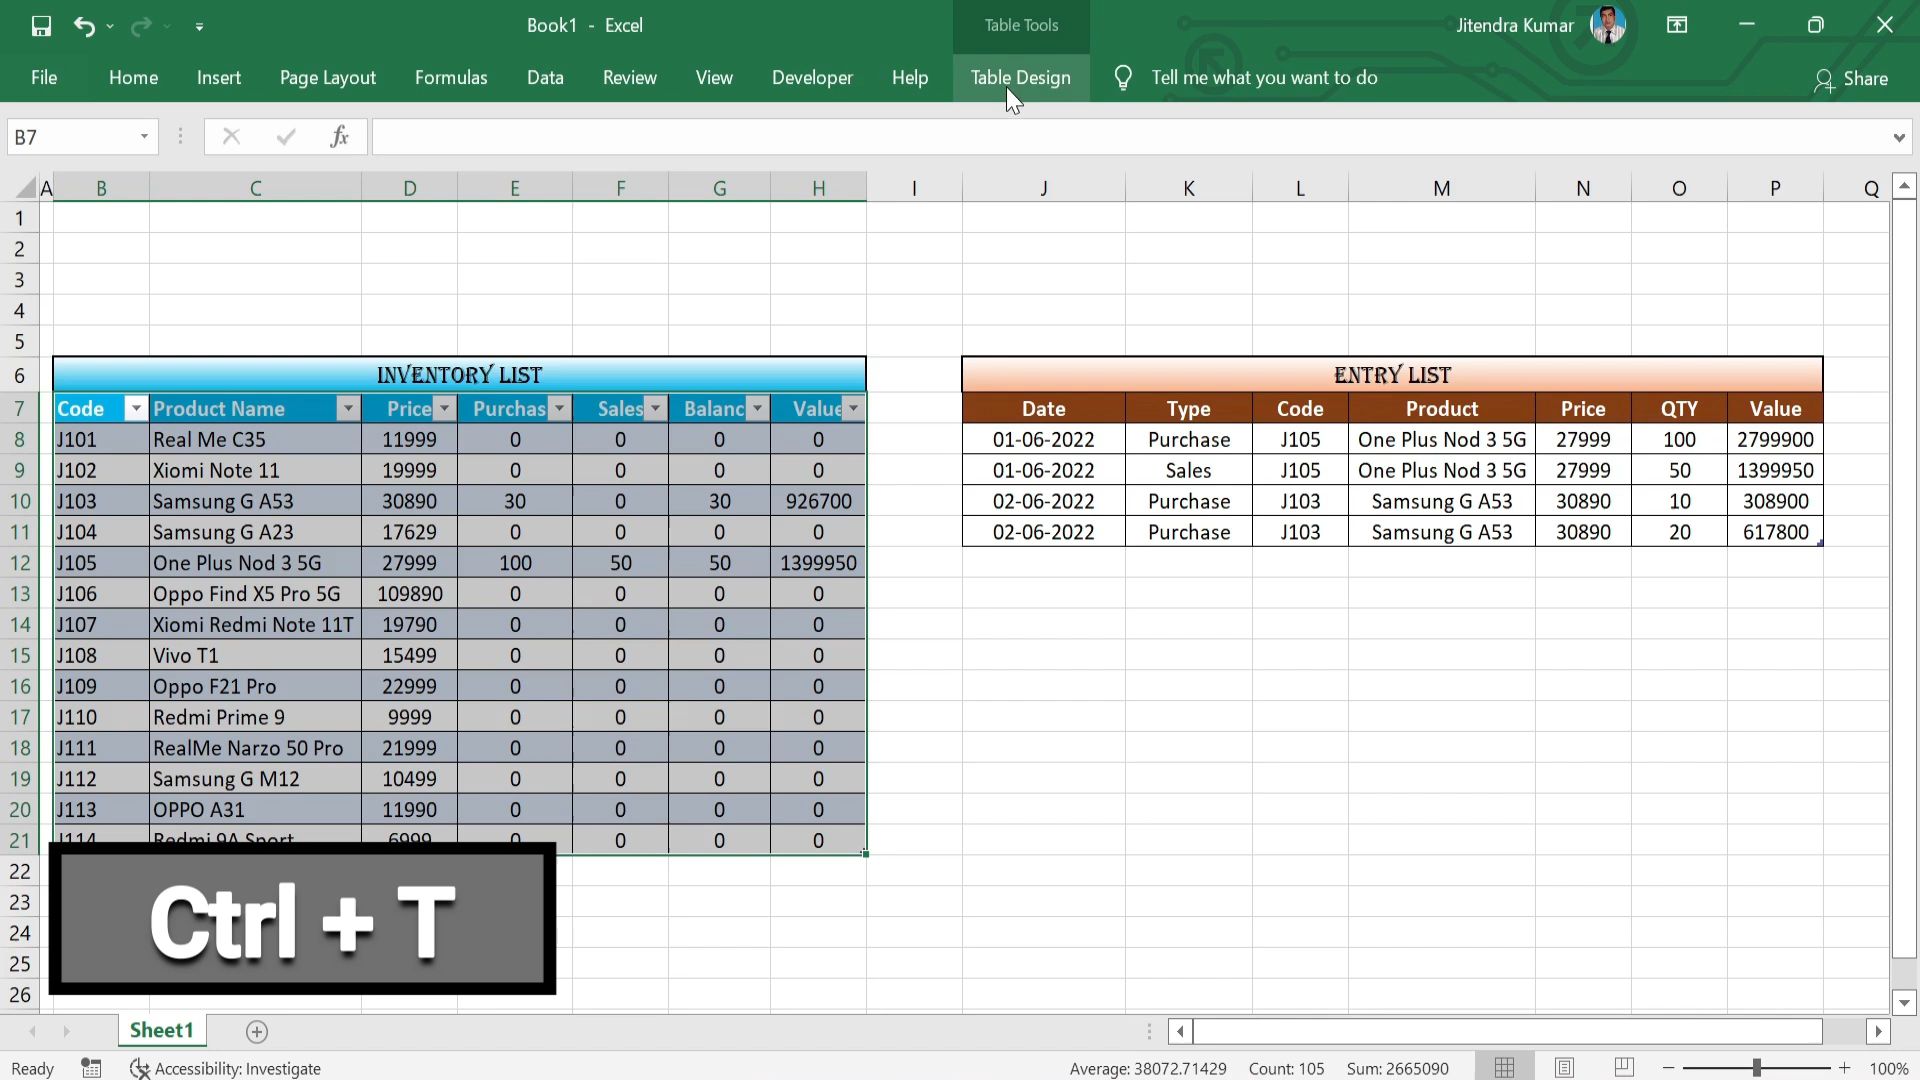 Book1 - Excel
Table Tools
Jitendra Kumar
File Home Insert Page Layout Formulas Data Review View Developer Help Table Design Tell me what you want to do Share
B7 fx
A B C D E F G H I J K L M N O P Q
1
2
3
4
5
6 INVENTORY LIST ENTRY LIST
7 Code Product Name Price Purchas Sales Balanc Value Date Type Code Product Price QTY Value
8 J101 Real Me C35 11999 0 0 0 0 01-06-2022 Purchase J105 One Plus Nod 3 5G 27999 100 2799900
9 J102 Xiomi Note 11 19999 0 0 0 0 01-06-2022 Sales J105 One Plus Nod 3 5G 27999 50 1399950
10 J103 Samsung G A53 30890 30 0 30 926700 02-06-2022 Purchase J103 Samsung G A53 30890 10 308900
11 J104 Samsung G A23 17629 0 0 0 0 02-06-2022 Purchase J103 Samsung G A53 30890 20 617800
12 J105 One Plus Nod 3 5G 27999 100 50 50 1399950
13 J106 Oppo Find X5 Pro 5G 109890 0 0 0 0
14 J107 Xiomi Redmi Note 11T 19790 0 0 0 0
15 J108 Vivo T1 15499 0 0 0 0
16 J109 Oppo F21 Pro 22999 0 0 0 0
17 J110 Redmi Prime 9 9999 0 0 0 0
18 J111 RealMe Narzo 50 Pro 21999 0 0 0 0
19 J112 Samsung G M12 10499 0 0 0 0
20 J113 OPPO A31 11990 0 0 0 0
21 J114 Redmi 9A Sport 6999 0 0 0 0
22
23
24
25
26
Ctrl + T
Sheet1
Ready Accessibility: Investigate Average: 38072.71429 Count: 105 Sum: 2665090 100%